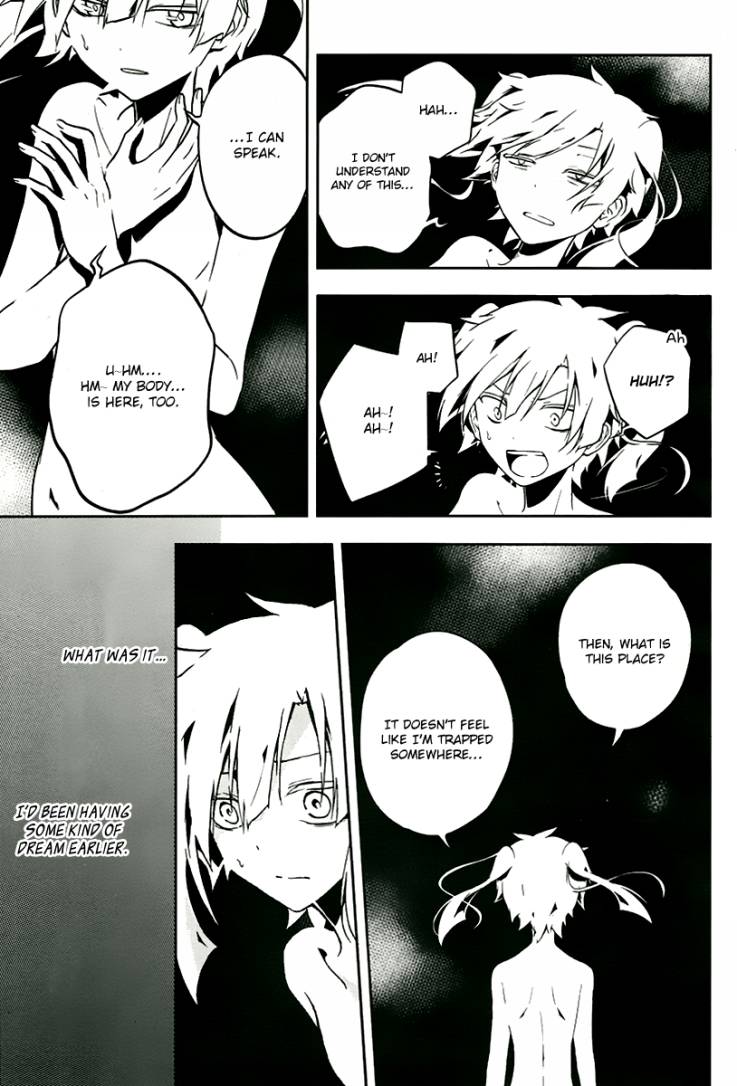 HAH...
I DON'T
UNDERSTAND
ANY OF THIS...
Ah
HUH!?
AH!
AH~!
AH~!
...I CAN
SPEAK.
U~HM....
HM~ MY BODY...
IS HERE, TOO.
THEN, WHAT IS
THIS PLACE?
IT DOESN'T FEEL
LIKE I'M TRAPPED
SOMEWHERE...
WHAT WAS IT...
I'D BEEN HAVING
SOME KIND OF
DREAM EARLIER.